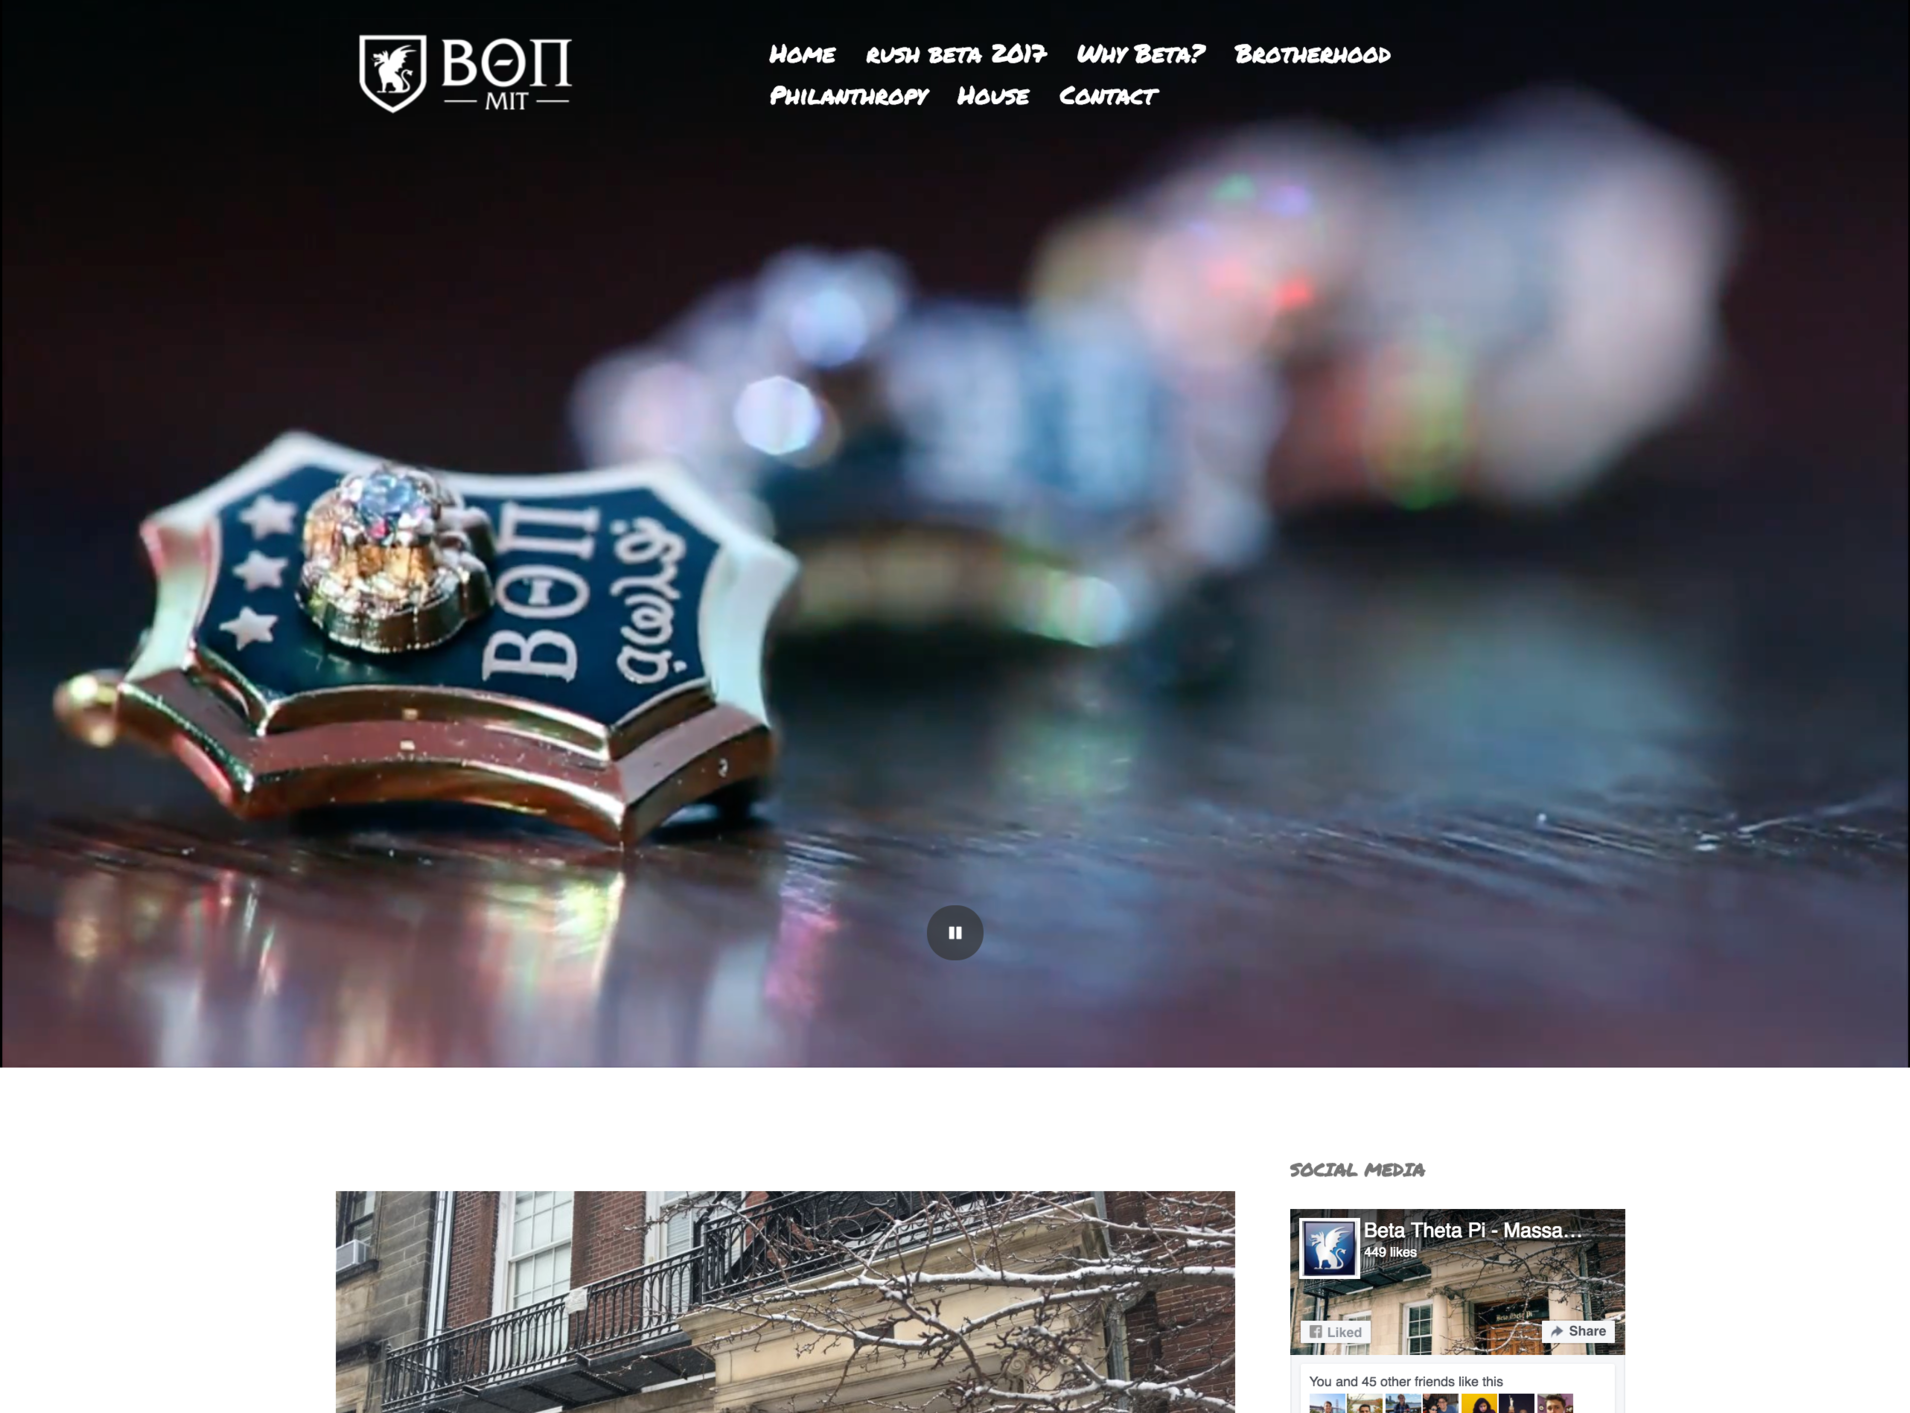 ΒΘΠ
MIT
Home rush beta 2017 Why Beta? Brotherhood
Philanthropy House Contact
ΒΘΠ
αωλθ
SOCIAL MEDIA
Beta Theta Pi - Massa...
449 likes
Liked
Share
You and 45 other friends like this